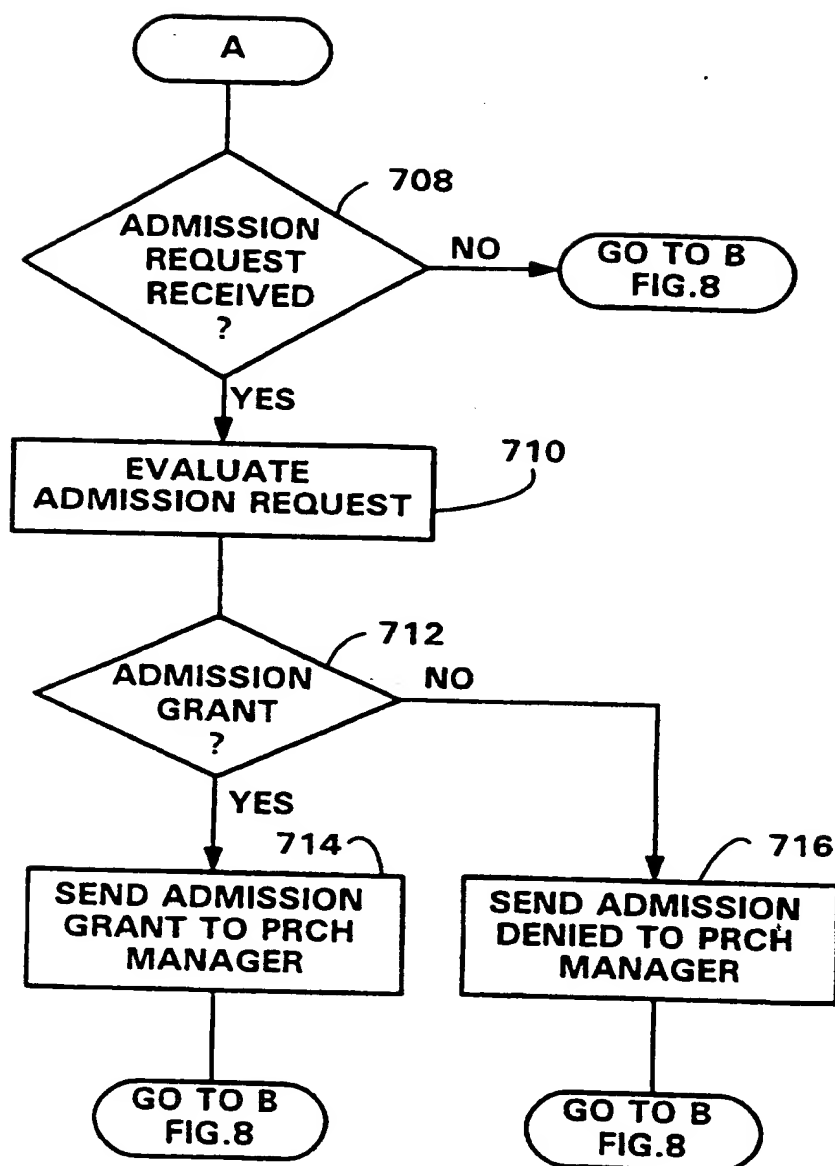 A
708
ADMISSION
REQUEST
RECEIVED
?
NO
GO TO B
FIG.8
YES
710
EVALUATE
ADMISSION REQUEST
712
ADMISSION
GRANT
?
NO
YES
714
SEND ADMISSION
GRANT TO PRCH
MANAGER
716
SEND ADMISSION
DENIED TO PRCH
MANAGER
GO TO B
FIG.8
GO TO B
FIG.8